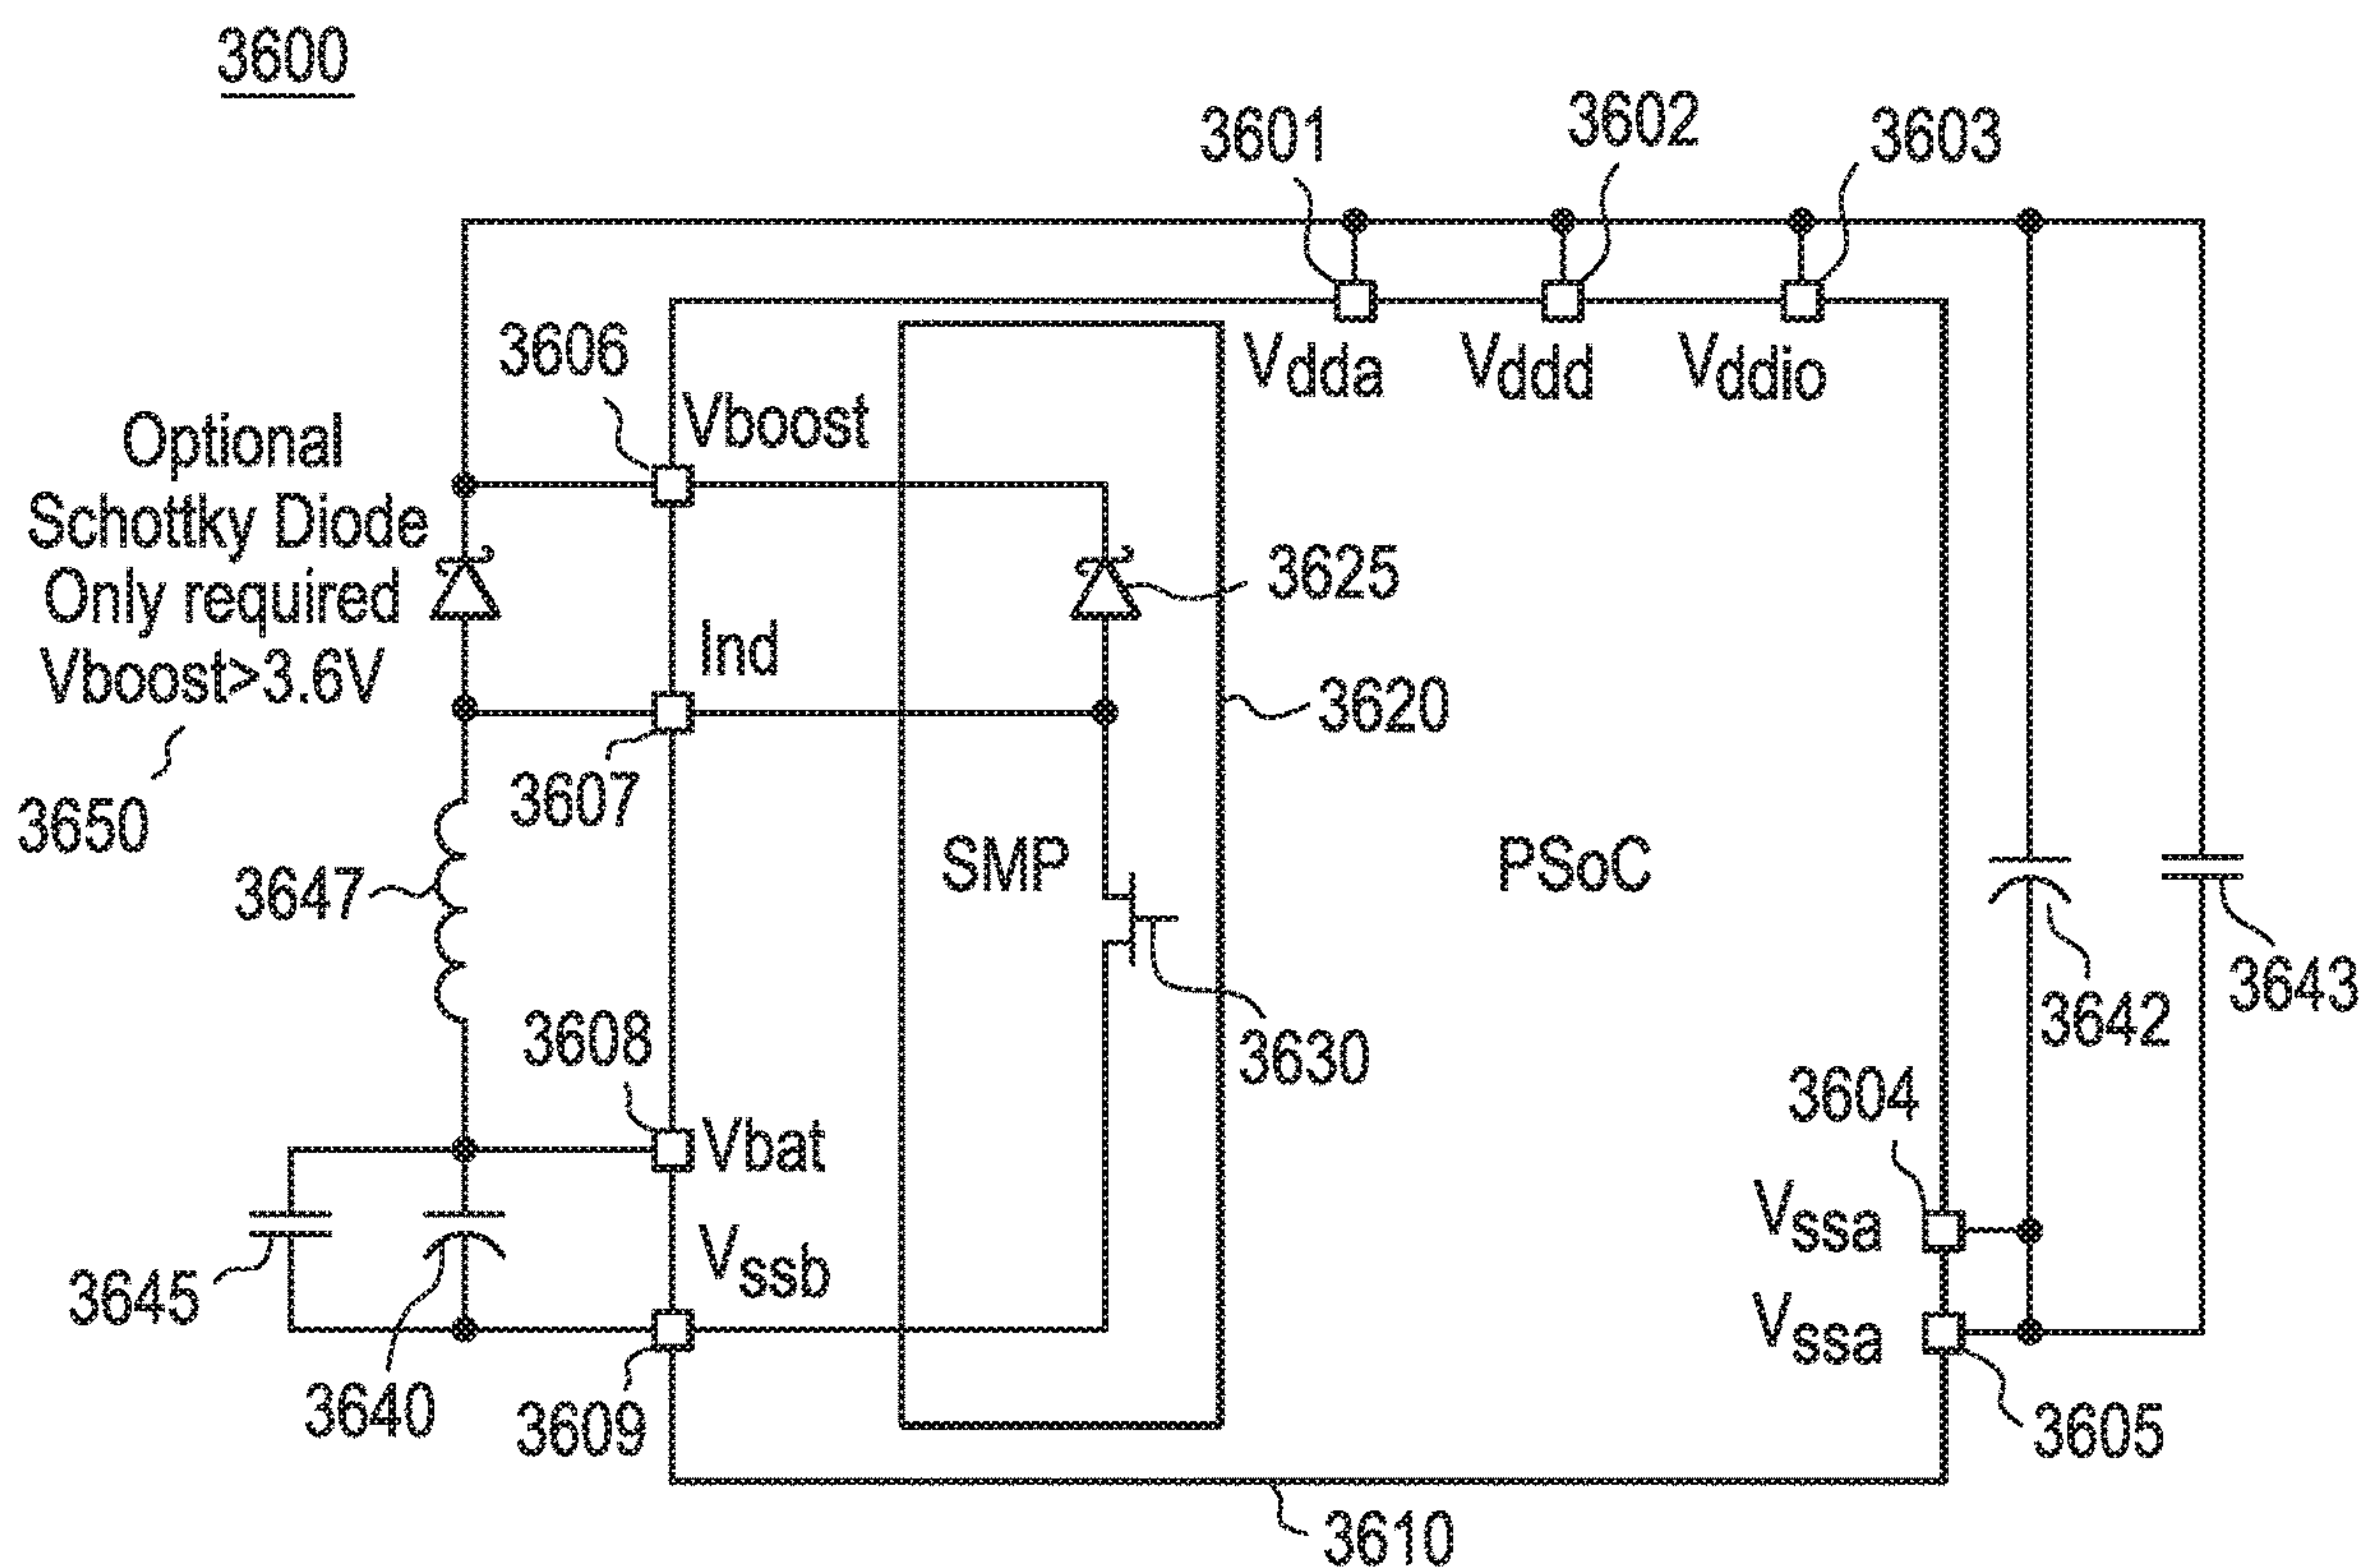 3600
3601
3602
3603
3606
Vboost
Vdda
Vddd
Vddio
Optional
Schottky Diode
Only required
Vboost>3.6V
3650
3625
Ind
3620
3607
3647
SMP
PSoC
3608
3630
3642
3643
3604
Vbat
Vssa
Vssb
3645
Vssa
3640
3609
3605
3610